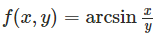 f(x, y) = arcsin x/y